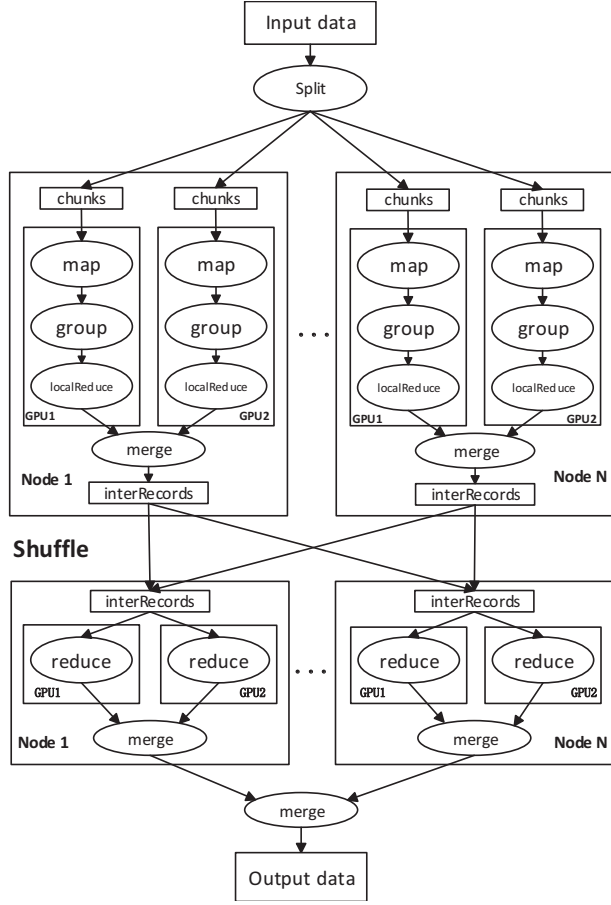 Input data
Split
chunks chunks chunks chunks
map map map map
group group ... group group
localReduce localReduce localReduce localReduce
GPU1 GPU2 GPU1 GPU2
merge merge
Node 1 Node N
interRecords interRecords
Shuffle
interRecords interRecords
reduce reduce ... reduce reduce
GPU1 GPU2 GPU1 GPU2
Node 1 merge merge Node N
merge
Output data